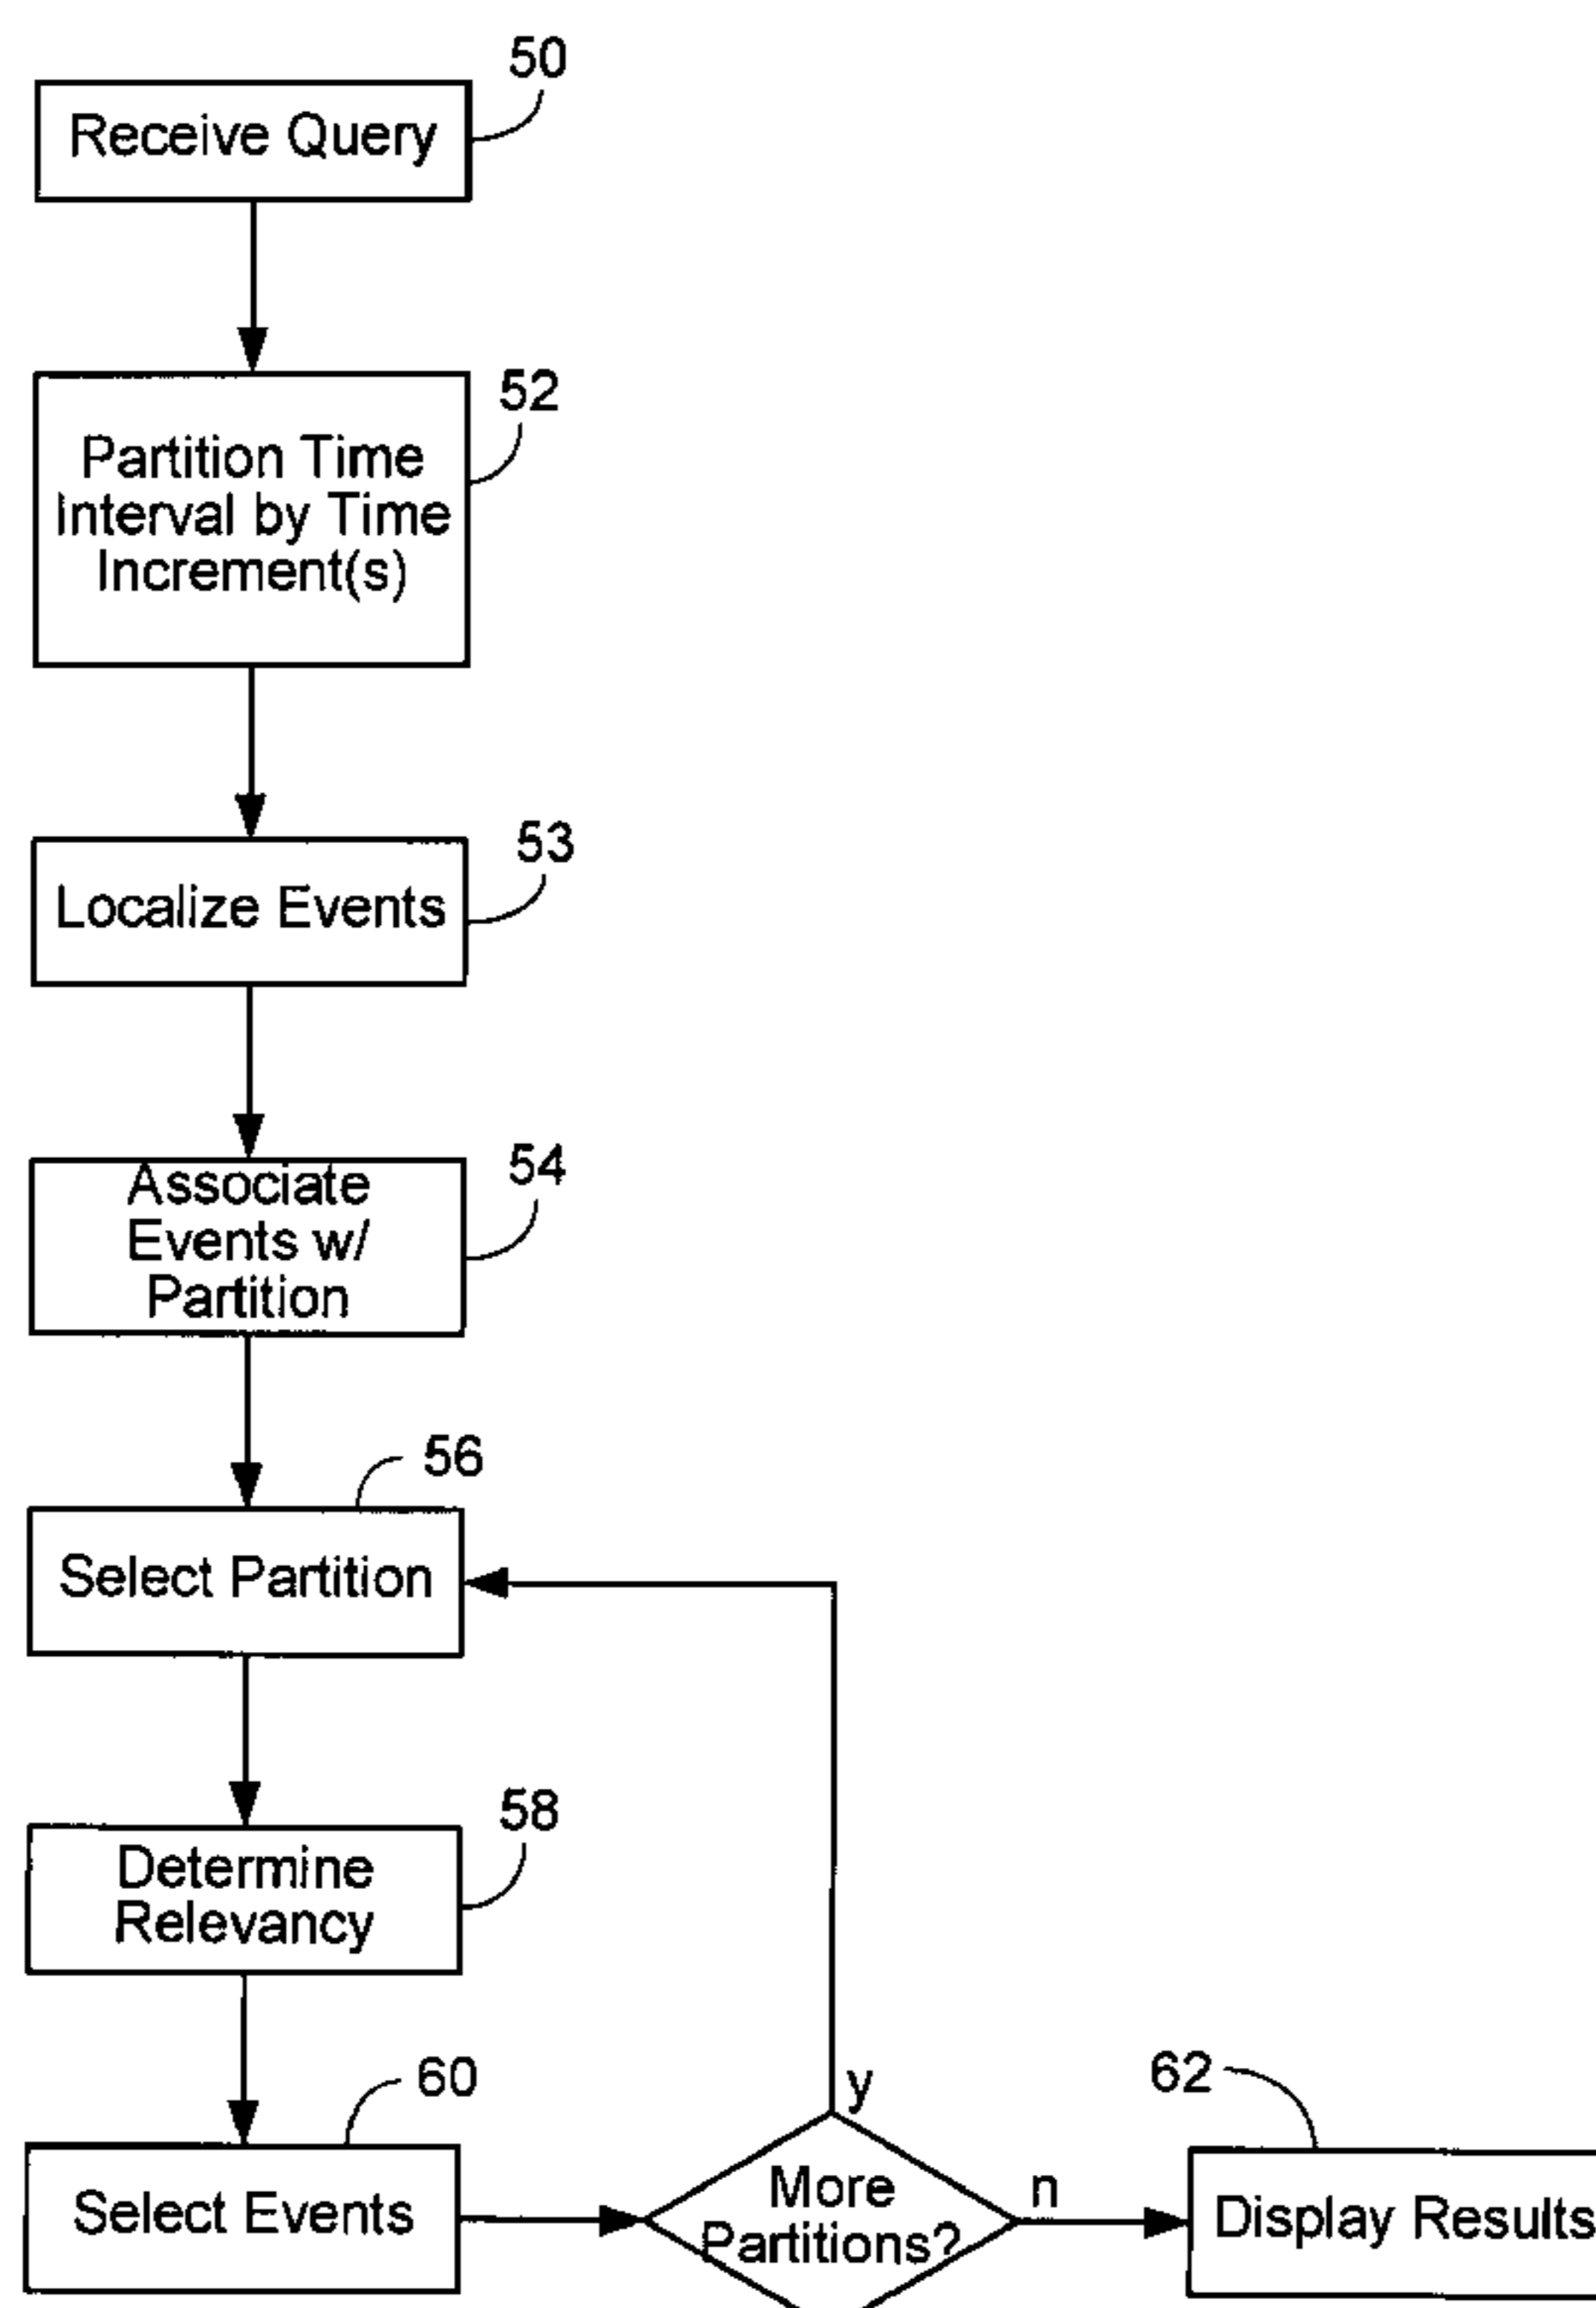 50
Receive Query
52
Partition Time
Interval by Time
Increment(s)
53
Localize Events
54
Associate
Events w/
Partition
56
Select Partition
58
Determine
Relevancy
60
Select Events
y
More
Partitions?
n
62
Display Results